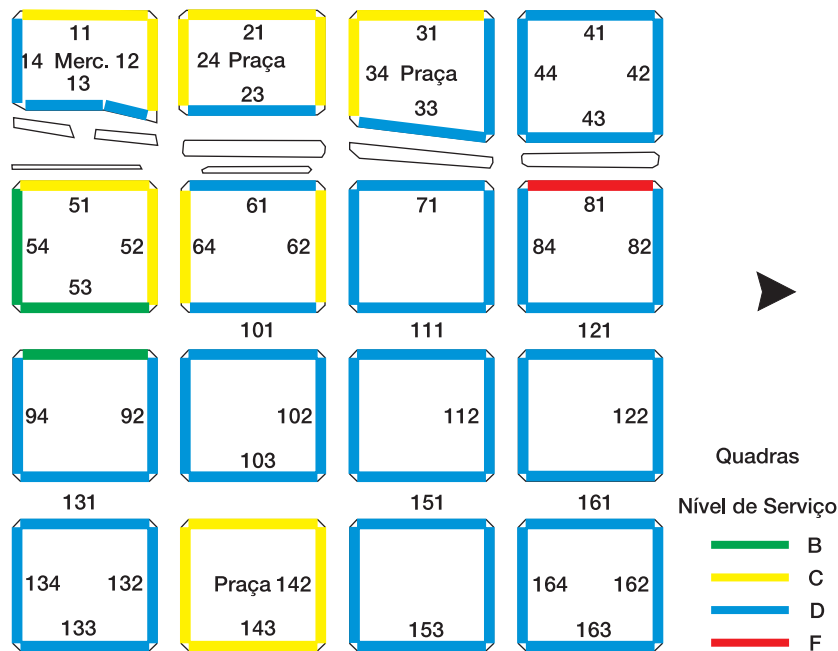 11 21 31 41
14 Merc. 12 24 Praça 34 Praça 44 42
13 23 33 43
51 61 71 81
54 52 64 62 84 82
53
101 111 121
94 92 102 112 122
103
Quadras
131 151 161
Nível de Serviço
B
C
134 132 Praça 142 164 162
D
133 143 153 163
F